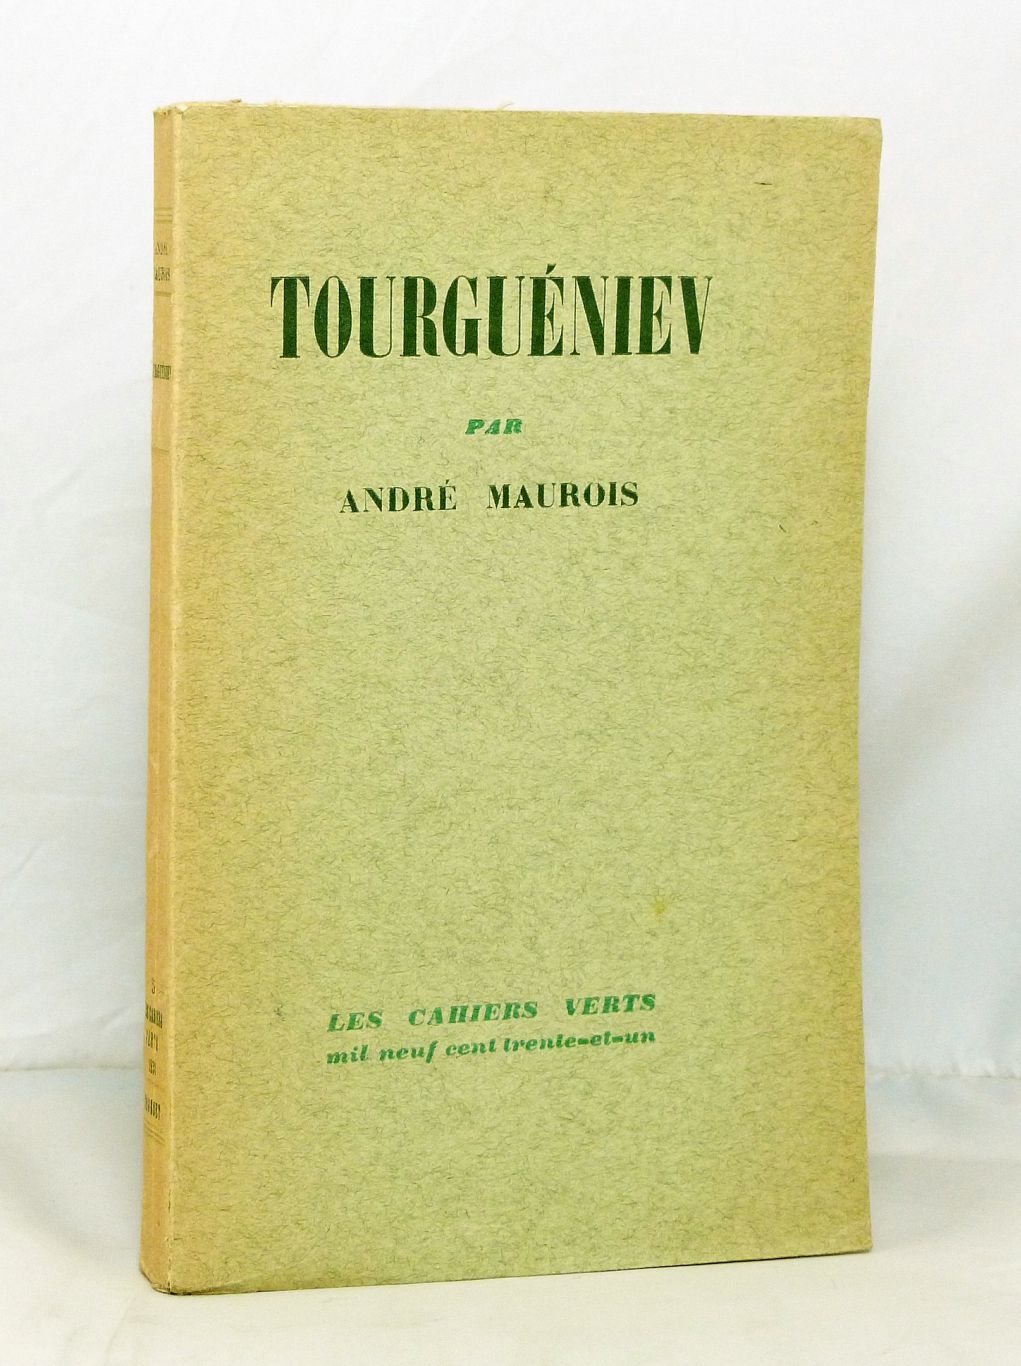 TOURGUÉNIEV
PAR
ANDRÉ MAUROIS
LES CAHIERS VERTS
mil neuf cent trente-et-un